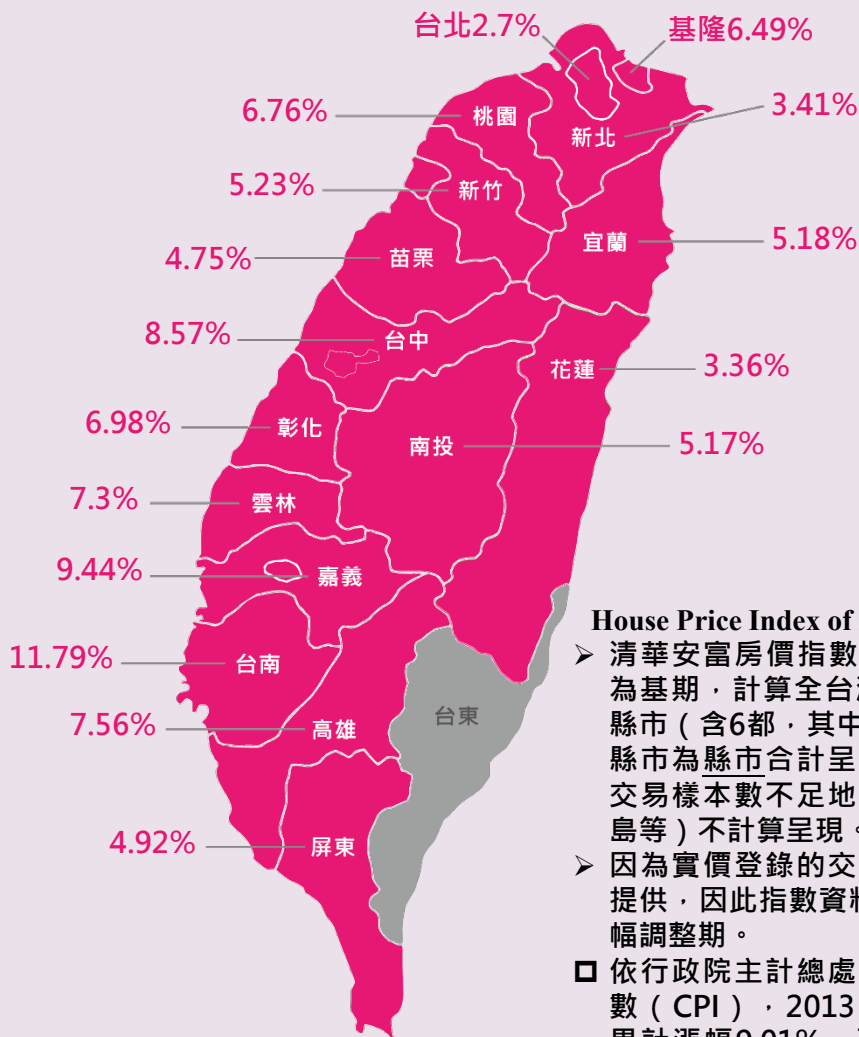 台北2.7%
基隆6.49%
6.76%
桃園
3.41%
新北
5.23%
新竹
宜蘭
5.18%
4.75%
苗栗
8.57%
台中
花蓮
3.36%
6.98%
彰化
南投
5.17%
7.3%
雲林
9.44%
嘉義
11.79%
台南
7.56%
高雄
台東
4.92%
屏東
House Price Index of
➢ 清華安富房價指數
為基期，計算全台
縣市（含6都，其中
縣市為縣市合計呈
交易樣本數不足地
島等）不計算呈現。
➢ 因為實價登錄的交
提供，因此指數資料
幅調整期。
□ 依行政院主計總處
數（CPI），2013